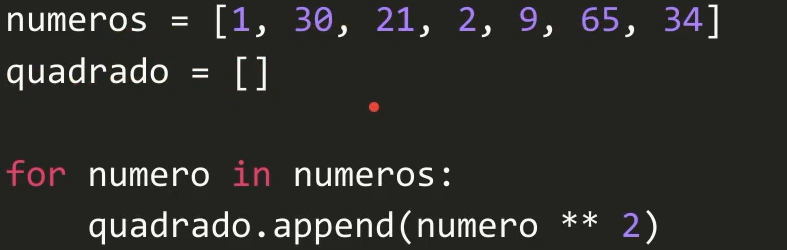 numeros = [1, 30, 21, 2, 9, 65, 34]
quadrado = []
for numero in numeros:
    quadrado.append(numero ** 2)